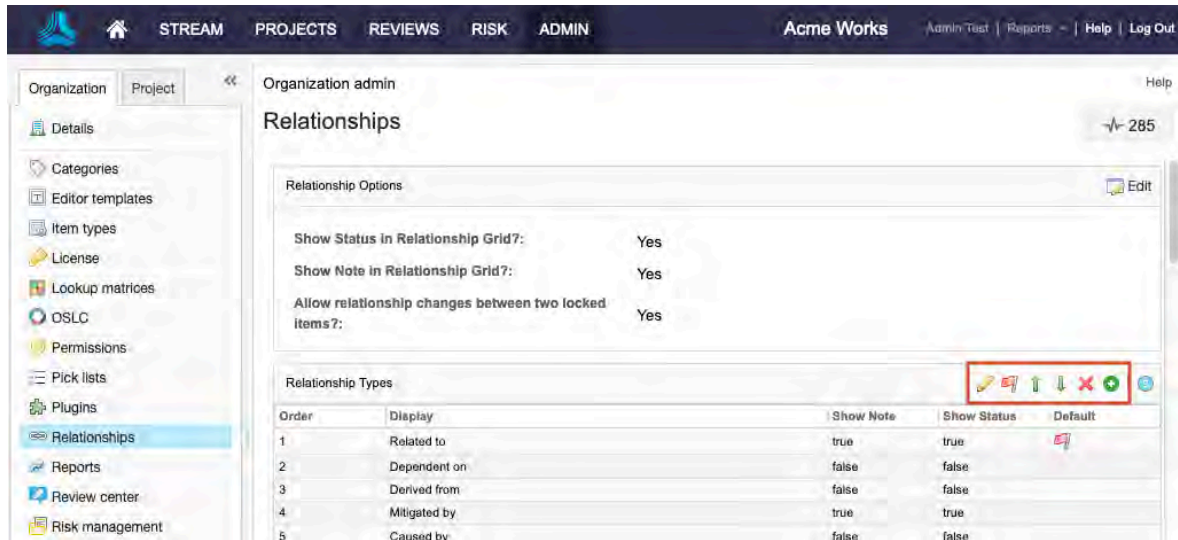 STREAM PROJECTS REVIEWS RISK ADMIN Acme Works Admin Test | Reports | Help | Log Out
Organization Project «
Organization admin Help
Relationships 285
Details
Categories
Editor templates
Item types
License
Lookup matrices
OSLC
Permissions
Pick lists
Plugins
Relationships
Reports
Review center
Risk management
Relationship Options Edit
Show Status in Relationship Grid?: Yes
Show Note in Relationship Grid?: Yes
Allow relationship changes between two locked
items?: Yes
Relationship Types
Order Display Show Note Show Status Default
1 Related to true true
2 Dependent on false false
3 Derived from false false
4 Mitigated by true true
5 Caused by false false